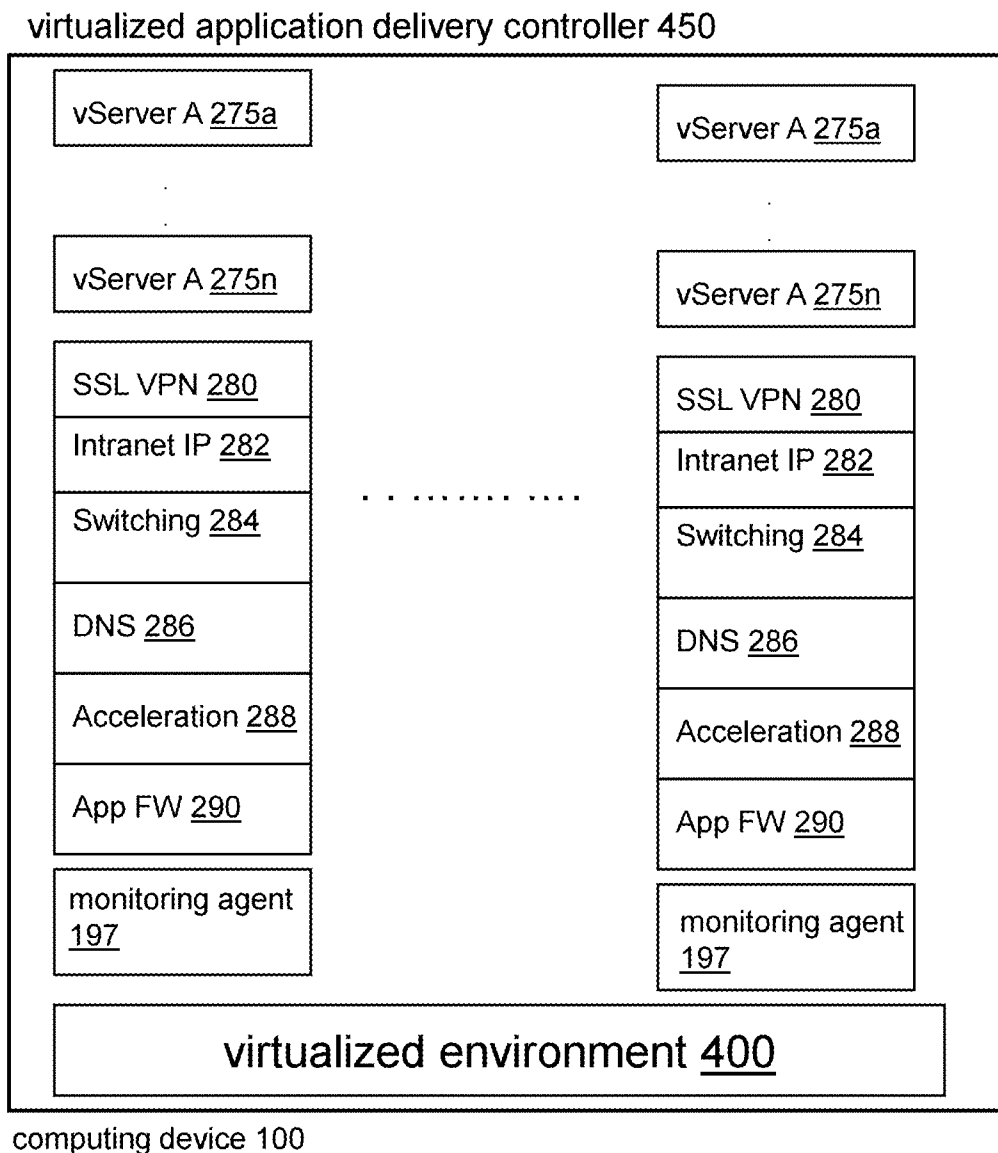 virtualized application delivery controller 450
vServer A 275a
vServer A 275n
SSL VPN 280
Intranet IP 282
Switching 284
DNS 286
Acceleration 288
App FW 290
monitoring agent
197
vServer A 275a
vServer A 275n
SSL VPN 280
Intranet IP 282
Switching 284
DNS 286
Acceleration 288
App FW 290
monitoring agent
197
virtualized environment 400
computing device 100